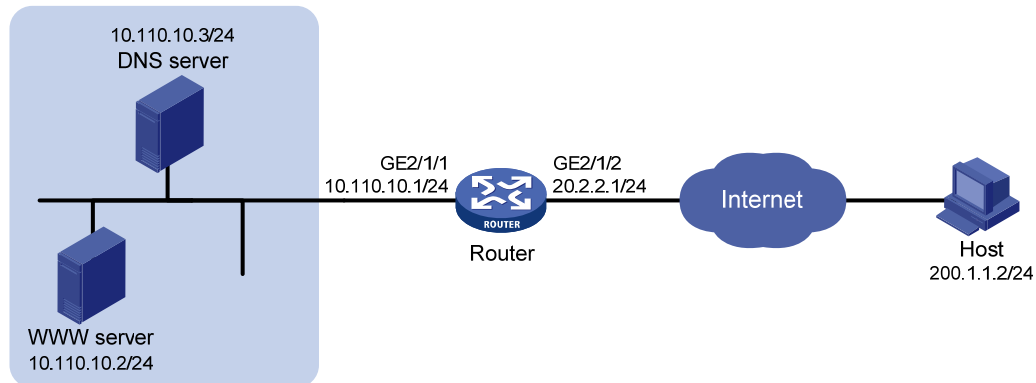 10.110.10.3/24
DNS server
GE2/1/1
10.110.10.1/24
GE2/1/2
20.2.2.1/24
ROUTER
Router
Internet
Host
200.1.1.2/24
WWW server
10.110.10.2/24